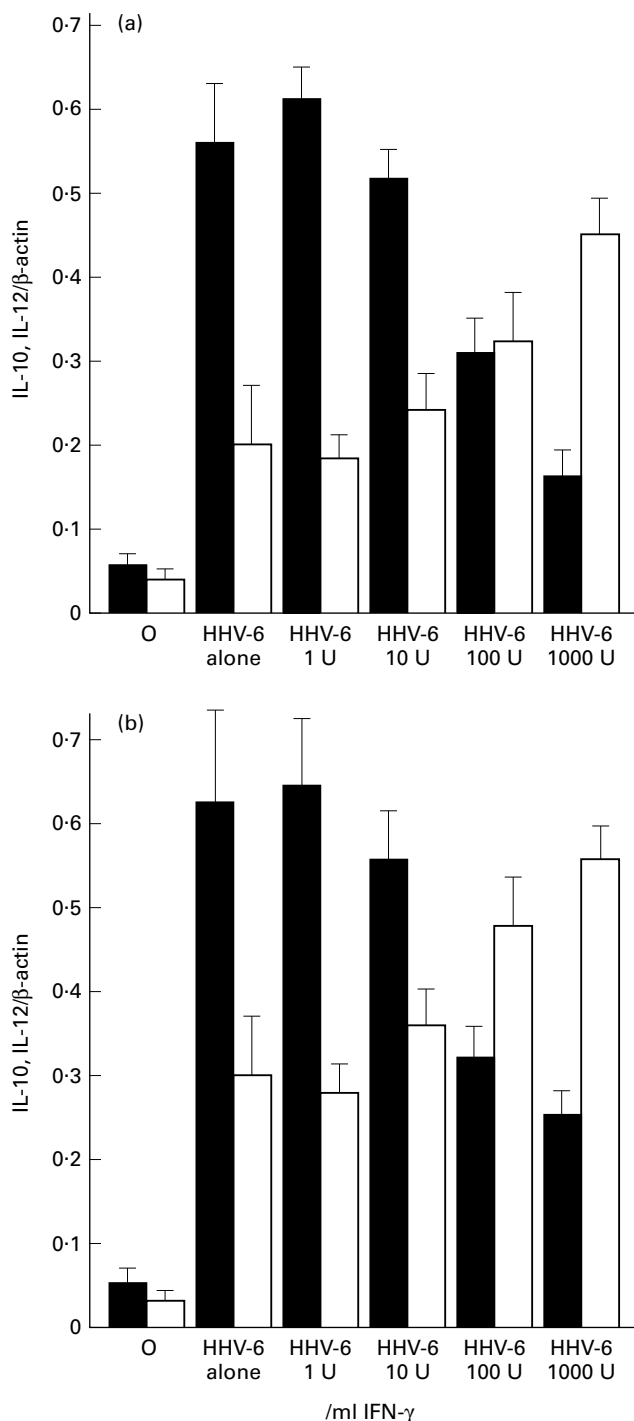 (a)
0·7
0·6
0·5
0·4
0·3
0·2
0·1
0
IL-10, IL-12/β-actin
O HHV-6 HHV-6 HHV-6 HHV-6 HHV-6
alone 1 U 10 U 100 U 1000 U
(b)
0·7
0·6
0·5
0·4
0·3
0·2
0·1
0
IL-10, IL-12/β-actin
O HHV-6 HHV-6 HHV-6 HHV-6 HHV-6
alone 1 U 10 U 100 U 1000 U
/ml IFN-γ